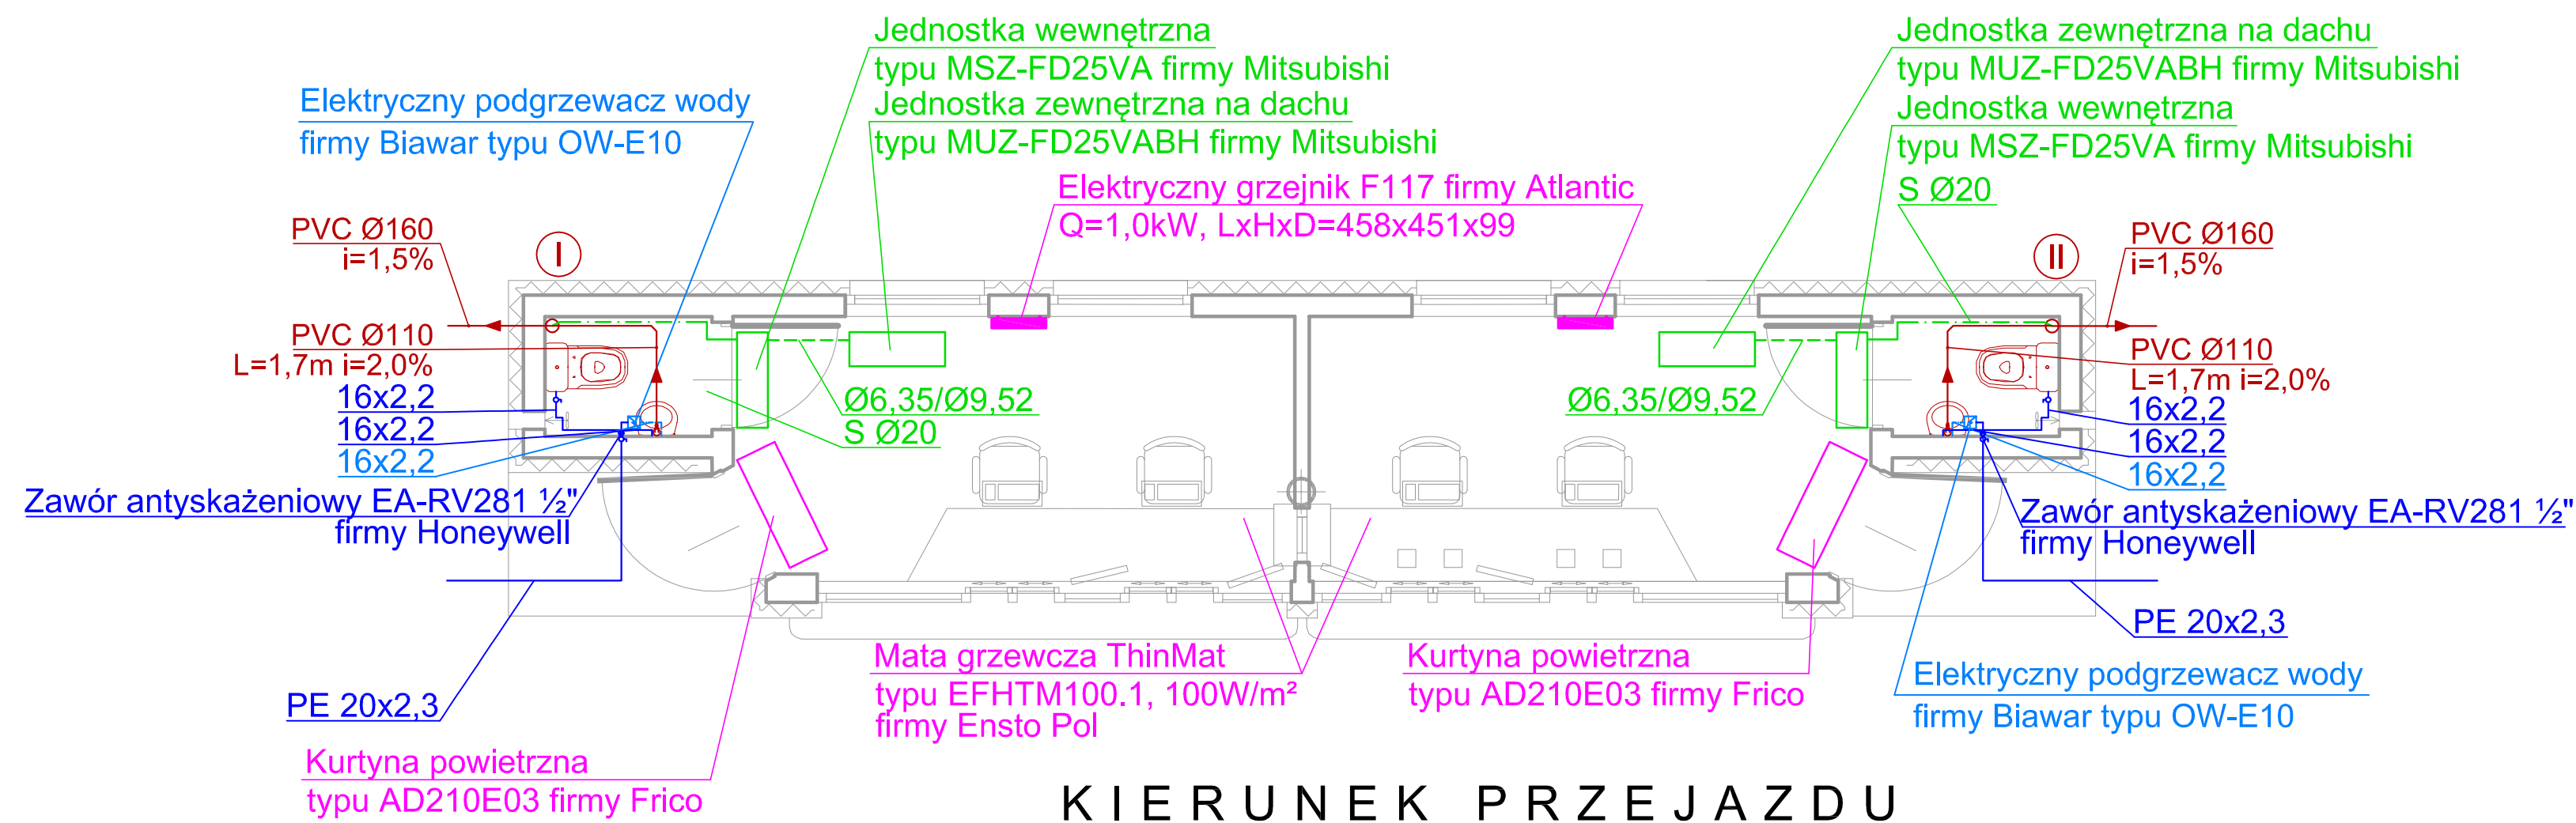 Jednostka wewnętrzna
typu MSZ-FD25VA firmy Mitsubishi
Jednostka zewnętrzna na dachu
typu MUZ-FD25VABH firmy Mitsubishi
Jednostka zewnętrzna na dachu
typu MUZ-FD25VABH firmy Mitsubishi
Jednostka wewnętrzna
typu MSZ-FD25VA firmy Mitsubishi
S Ø20
Elektryczny podgrzewacz wody
firmy Biawar typu OW-E10
Elektryczny grzejnik F117 firmy Atlantic
Q=1,0kW, LxHxD=458x451x99
PVC Ø160
i=1,5%
I
II
PVC Ø160
i=1,5%
PVC Ø110
L=1,7m i=2,0%
16x2,2
16x2,2
16x2,2
Ø6,35/Ø9,52
S Ø20
Ø6,35/Ø9,52
PVC Ø110
L=1,7m i=2,0%
16x2,2
16x2,2
16x2,2
Zawór antyskażeniowy EA-RV281 ½"
firmy Honeywell
Zawór antyskażeniowy EA-RV281 ½"
firmy Honeywell
PE 20x2,3
PE 20x2,3
Mata grzewcza ThinMat
typu EFHTM100.1, 100W/m²
firmy Ensto Pol
Kurtyna powietrzna
typu AD210E03 firmy Frico
Elektryczny podgrzewacz wody
firmy Biawar typu OW-E10
Kurtyna powietrzna
typu AD210E03 firmy Frico
KIERUNEK PRZEJAZDU